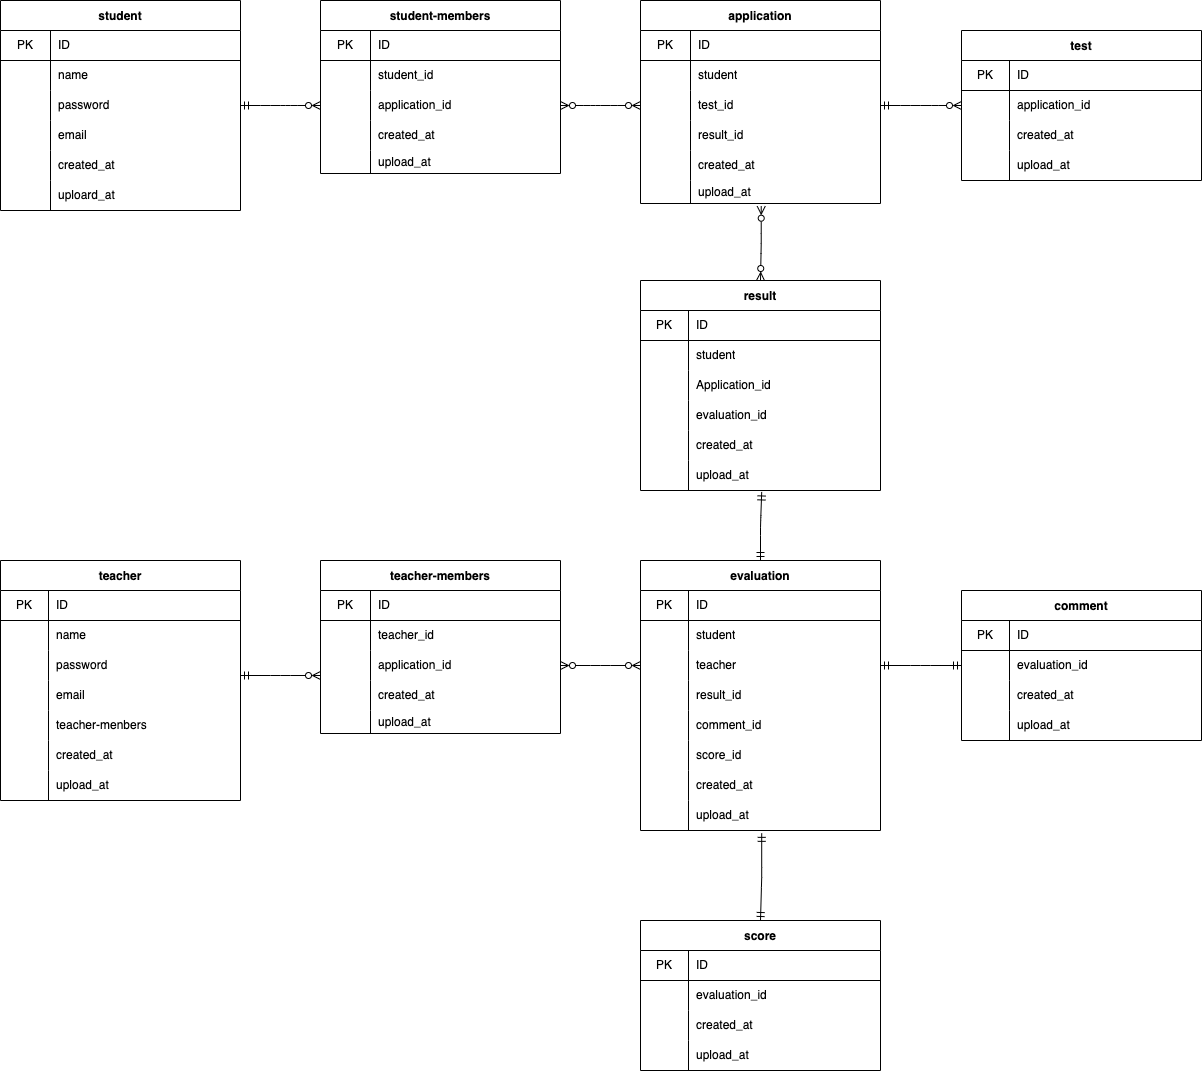 student
PK ID
name
password
email
created_at
uploard_at
student-members
PK ID
student_id
application_id
created_at
upload_at
application
PK ID
student
test_id
result_id
created_at
upload_at
test
PK ID
application_id
created_at
upload_at
result
PK ID
student
Application_id
evaluation_id
created_at
upload_at
teacher
PK ID
name
password
email
teacher-menbers
created_at
upload_at
teacher-members
PK ID
teacher_id
application_id
created_at
upload_at
evaluation
PK ID
student
teacher
result_id
comment_id
score_id
created_at
upload_at
comment
PK ID
evaluation_id
created_at
upload_at
score
PK ID
evaluation_id
created_at
upload_at